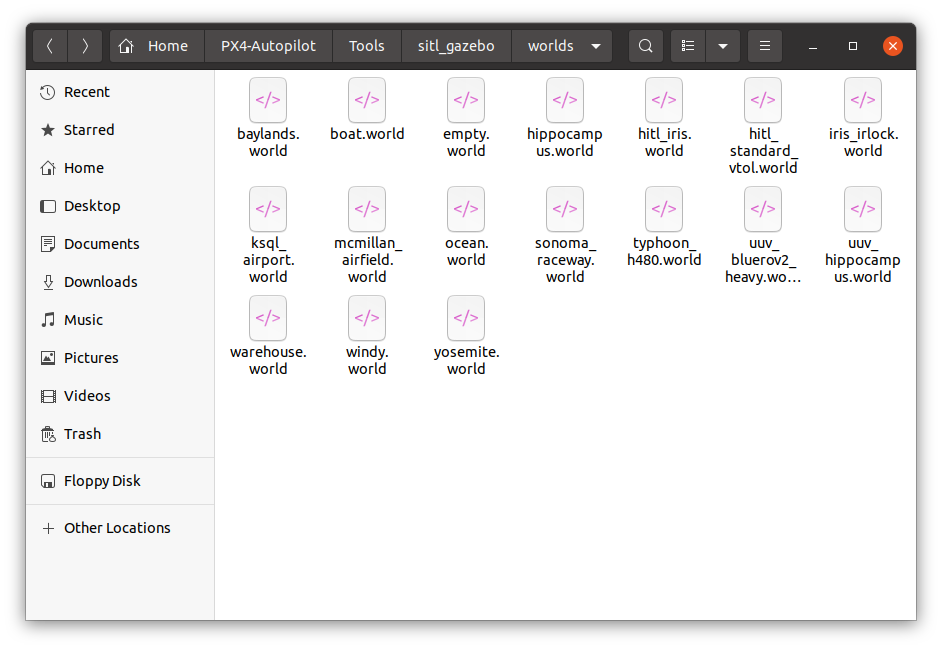 Home PX4-Autopilot Tools sitl_gazebo worlds
Recent
Starred
Home
Desktop
Documents
Downloads
Music
Pictures
Videos
Trash
Floppy Disk
Other Locations
</> </> </> </> </> </> </>
baylands. boat.world empty. hippocamp hitl_iris. hitl_ iris_irlock.
world world us.world world standard_ world
vtol.world
</> </> </> </> </> </> </>
ksql_ mcmillan_ ocean. sonoma_ typhoon_ uuv_ uuv_
airport. airfield. world raceway. h480.world bluerov2_ hippocamp
world world world heavy.wo... us.world
</> </> </>
warehouse. windy. yosemite.
world world world